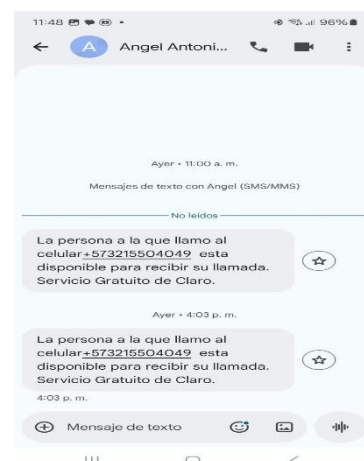 11:48
96%
A
Angel Antoni...
Ayer • 11:00 a. m.
Mensajes de texto con Angel (SMS/MMS)
No leídos
La persona a la que llamo al
celular+573215504049 esta
disponible para recibir su llamada.
Servicio Gratuito de Claro.
Ayer • 4:03 p. m.
La persona a la que llamo al
celular+573215504049 esta
disponible para recibir su llamada.
Servicio Gratuito de Claro.
4:03 p. m.
Mensaje de texto